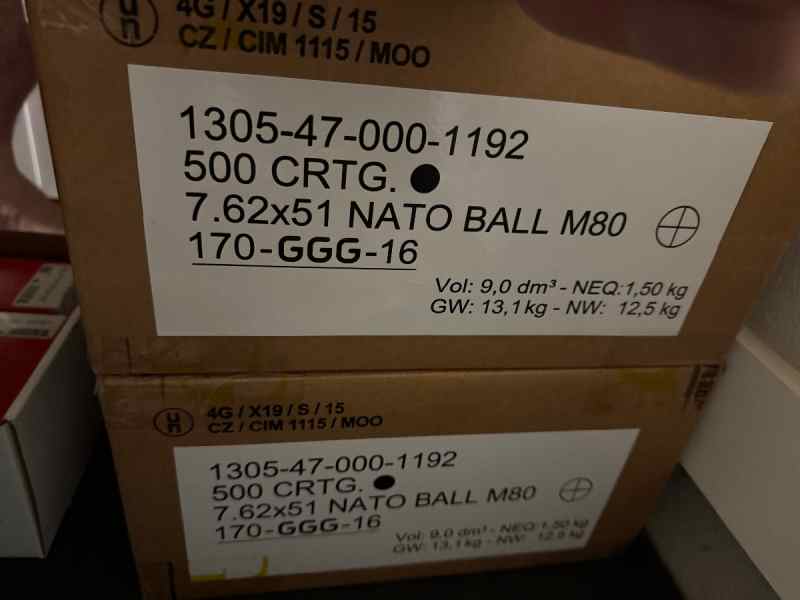 un
4G / X19 / S / 15
CZ / CIM 1115 / MOO
1305-47-000-1192
500 CRTG.
7.62x51 NATO BALL M80
170-GGG-16
Vol: 9,0 dm³ - NEQ:1,50 kg
GW: 13,1kg - NW: 12,5 kg
un
4G / X19 / S / 15
CZ / CIM 1115 / MOO
1305-47-000-1192
500 CRTG.
7.62x51 NATO BALL M80
170-GGG-16
Vol: 9,0 dm³ - NEQ:1,50 kg
GW: 13,1kg - NW: 12,5 kg